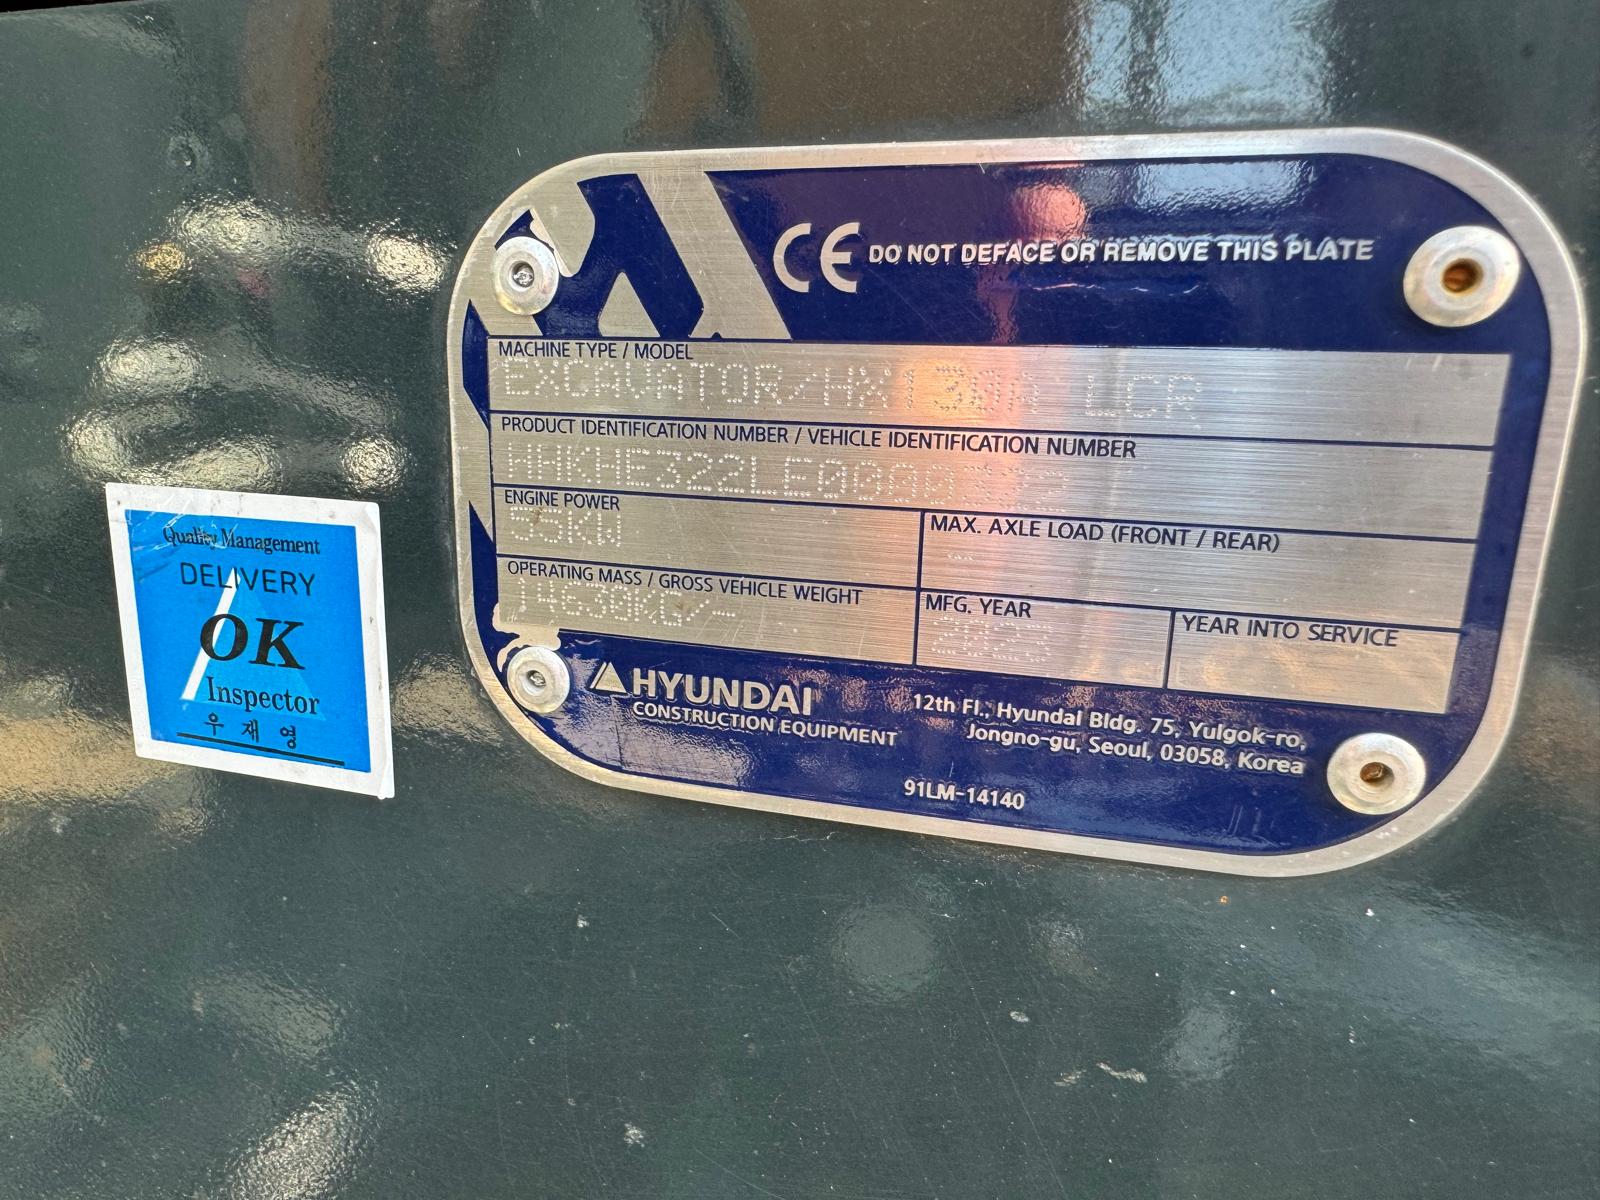 CE DO NOT DEFACE OR REMOVE THIS PLATE
MACHINE TYPE / MODEL
EXCAVATOR/HX130A LCR
PRODUCT IDENTIFICATION NUMBER / VEHICLE IDENTIFICATION NUMBER
ENGINE POWER
55KW
MAX. AXLE LOAD (FRONT / REAR)
OPERATING MASS / GROSS VEHICLE WEIGHT
14630KG/-
MFG. YEAR
YEAR INTO SERVICE
HYUNDAI
CONSTRUCTION EQUIPMENT
12th Fl., Hyundai Bldg. 75, Yulgok-ro,
Jongno-gu, Seoul, 03058, Korea
91LM-14140
Quality Management
DELIVERY
OK
Inspector
우재영